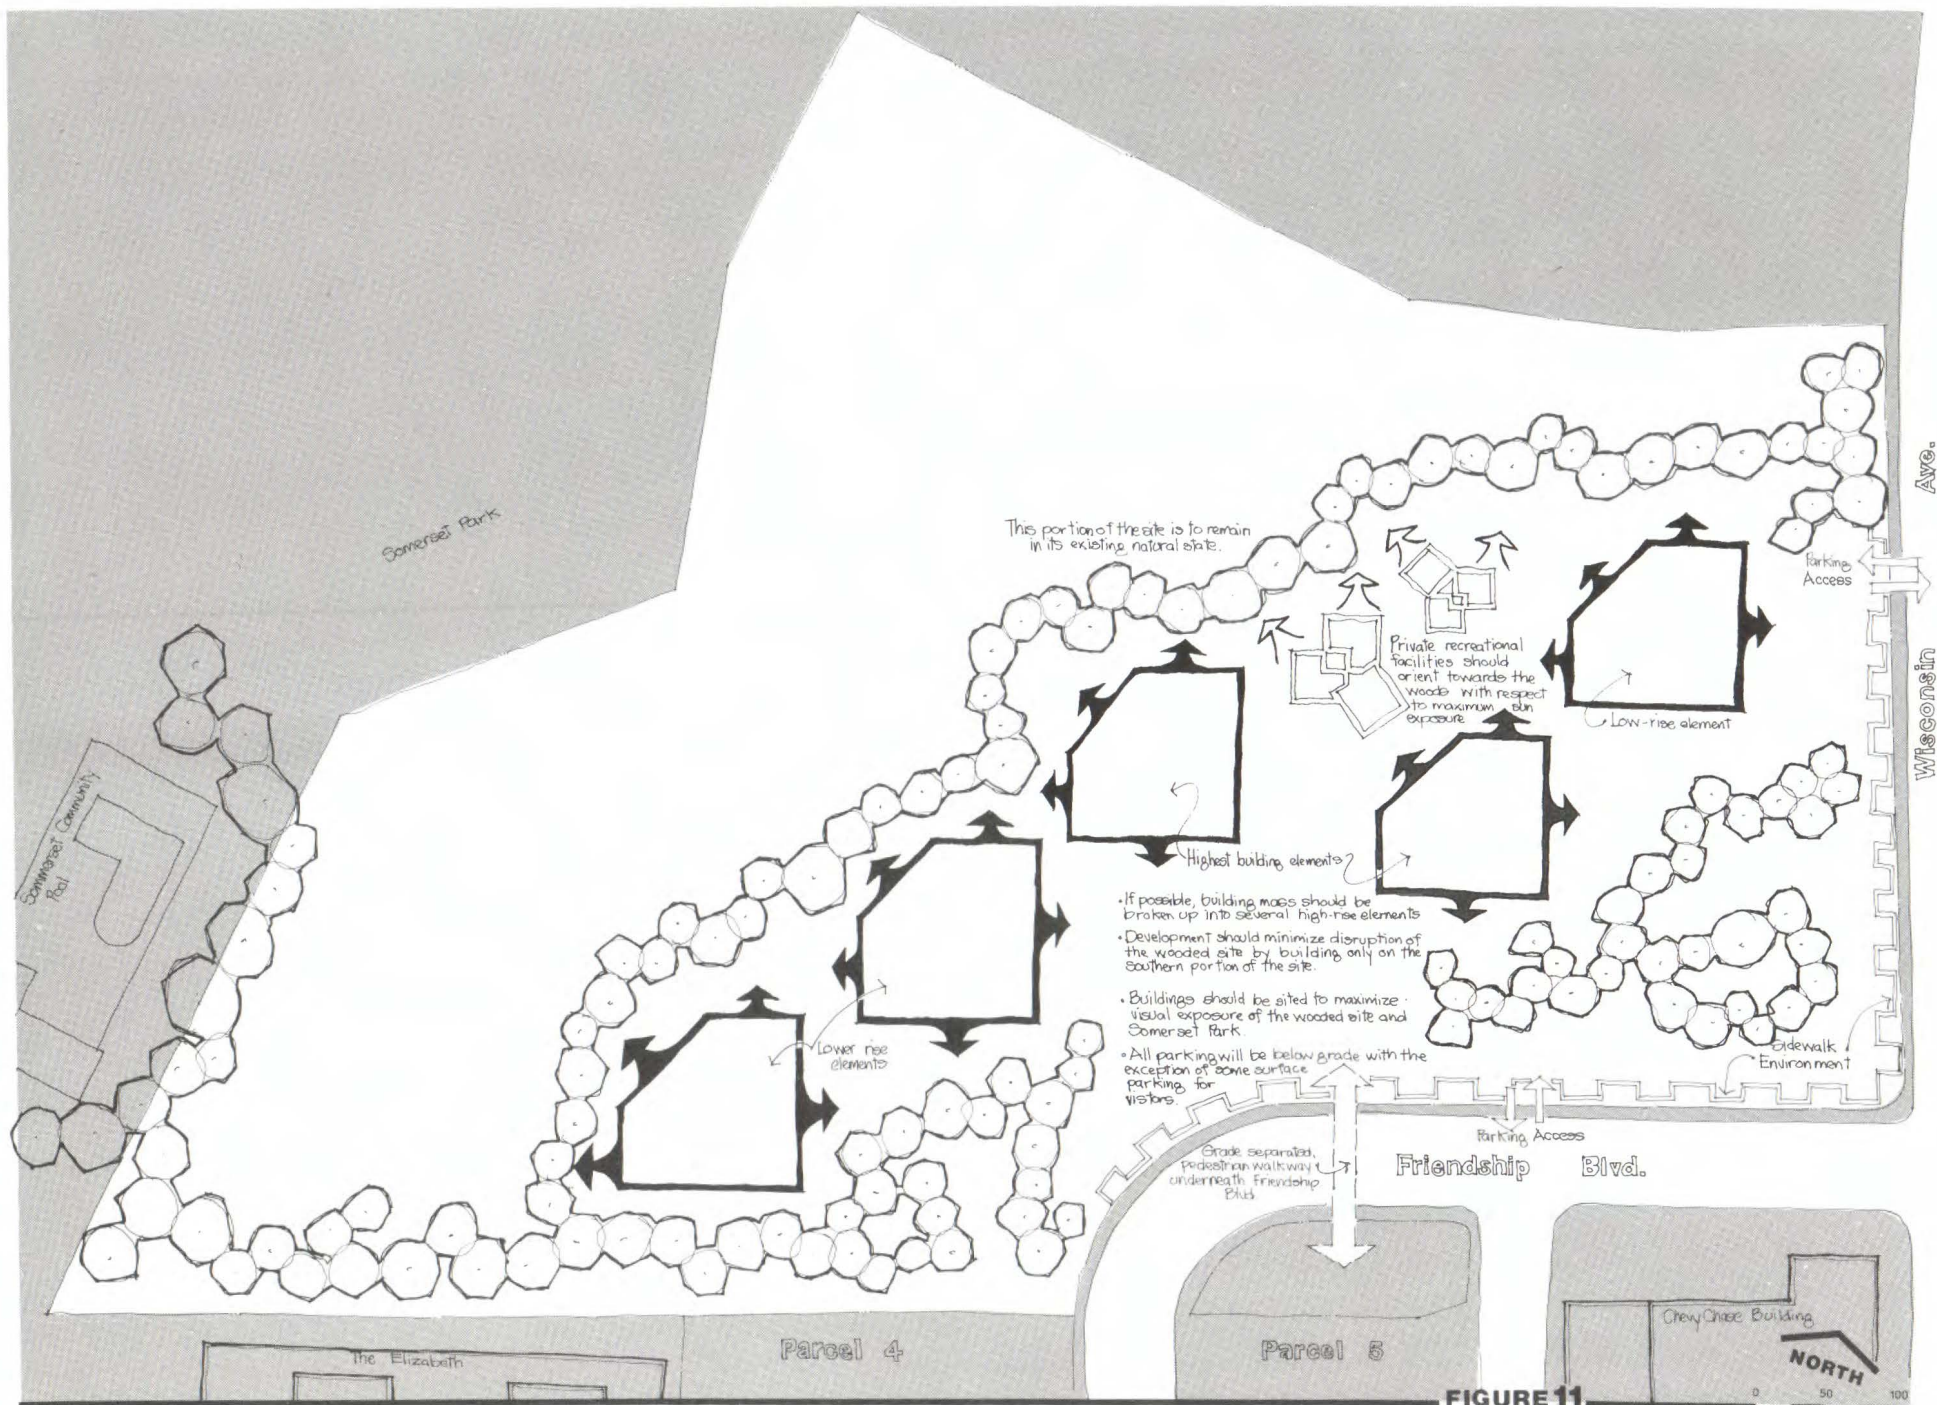 Somerset Park
This portion of the site is to remain
in its existing natural state.
Ave.
Wisconsin
Parking
Access
Private recreational
facilities should
orient towards the
woods with respect
to maximum sun
exposure
Low-rise element
Sommerset Community
Pool
Highest building elements
• If possible, building mass should be
broken up into several high-rise elements
• Development should minimize disruption of
the wooded site by building only on the
southern portion of the site.
• Buildings should be sited to maximize
visual exposure of the wooded site and
Somerset Park.
• All parking will be below grade with the
exception of some surface
parking for
vistors.
Lower rise
elements
Sidewalk
Environment
Parking Access
Grade separated,
pedestrian walkway
underneath Friendship
Blvd.
Friendship Blvd.
The Elizabeth
Parcel 4
Parcel 5
Chevy Chase Building
NORTH
0 50 100
FIGURE 11